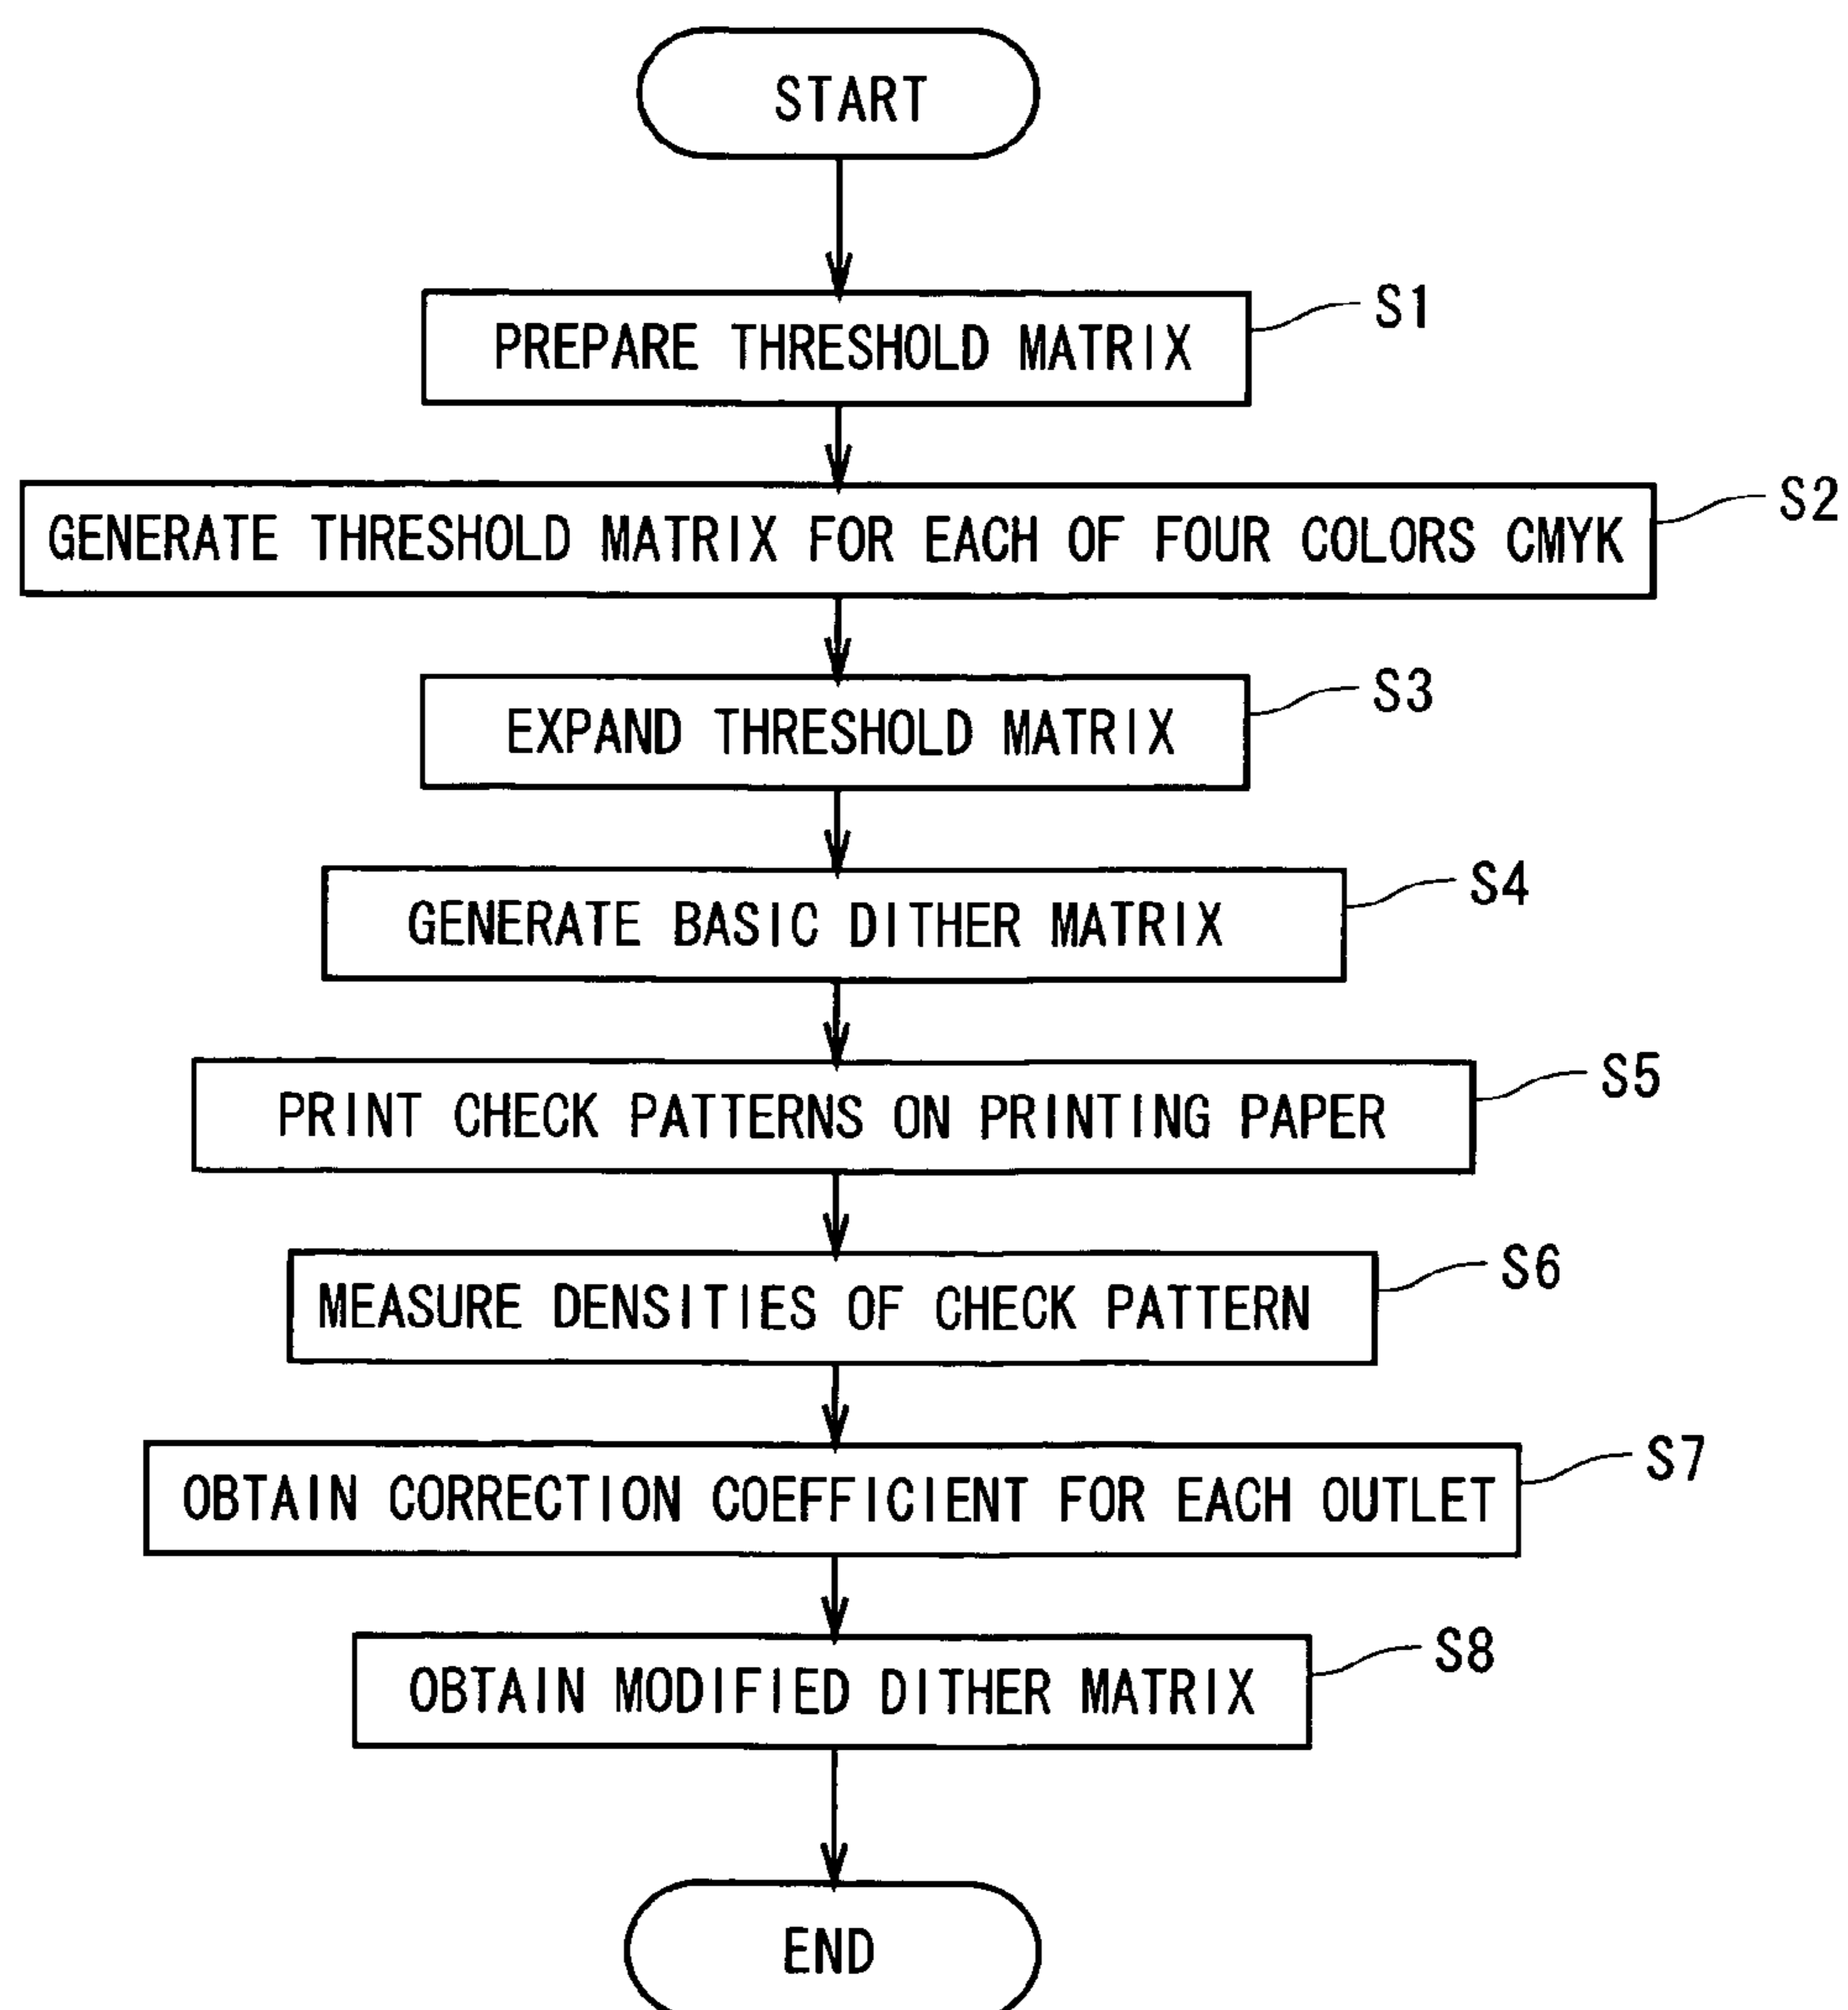 START
PREPARE THRESHOLD MATRIX
S1
GENERATE THRESHOLD MATRIX FOR EACH OF FOUR COLORS CMYK
S2
EXPAND THRESHOLD MATRIX
S3
GENERATE BASIC DITHER MATRIX
S4
PRINT CHECK PATTERNS ON PRINTING PAPER
S5
MEASURE DENSITIES OF CHECK PATTERN
S6
OBTAIN CORRECTION COEFFICIENT FOR EACH OUTLET
S7
OBTAIN MODIFIED DITHER MATRIX
S8
END